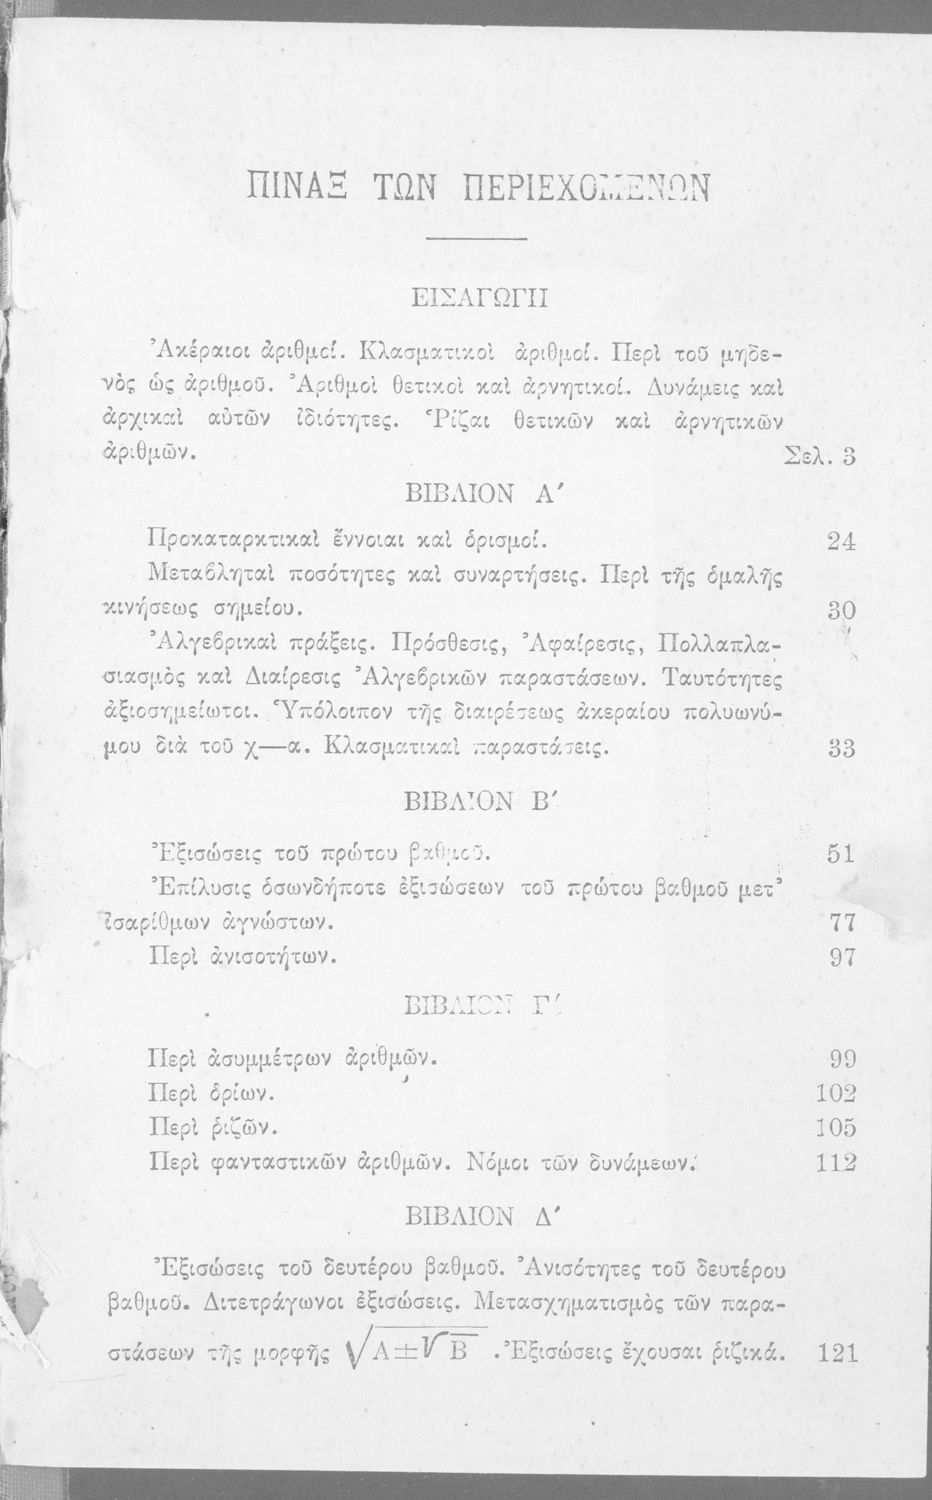 ΠΙΝΑΞ ΤΩΝ ΠΕΡΙΕΧΟΜΕΝΩΝ
ΕΙΣΑΓΩΓΗ
Ἀκέραιοι ἀριθμοί. Κλασματικοὶ ἀριθμοί. Περὶ τοῦ μηδε-
νὸς ὡς ἀριθμοῦ. Ἀριθμοὶ θετικοὶ καὶ ἀρνητικοί. Δυνάμεις καὶ
ἀρχικαὶ αὐτῶν ἰδιότητες. Ῥίζαι θετικῶν καὶ ἀρνητικῶν
ἀριθμῶν. Σελ. 3
ΒΙΒΛΙΟΝ Α′
Προκαταρκτικαὶ ἔννοιαι καὶ ὁρισμοί. 24
Μεταβληταὶ ποσότητες καὶ συναρτήσεις. Περὶ τῆς ὁμαλῆς
κινήσεως σημείου. 30
Ἀλγεβρικαὶ πράξεις. Πρόσθεσις, Ἀφαίρεσις, Πολλαπλα-
σιασμὸς καὶ Διαίρεσις Ἀλγεβρικῶν παραστάσεων. Ταυτότητες
ἀξιοσημείωτοι. Ὑπόλοιπον τῆς διαιρέσεως ἀκεραίου πολυωνύ-
μου διὰ τοῦ χ—α. Κλασματικαὶ παραστάσεις. 33
ΒΙΒΛΙΟΝ Β′
Ἐξισώσεις τοῦ πρώτου βαθμοῦ. 51
Ἐπίλυσις ὁσωνδήποτε ἐξισώσεων τοῦ πρώτου βαθμοῦ μετ᾽
ἰσαρίθμων ἀγνώστων. 77
Περὶ ἀνισοτήτων. 97
ΒΙΒΛΙΟΝ Γ′
Περὶ ἀσυμμέτρων ἀριθμῶν. 99
Περὶ ὁρίων. 102
Περὶ ῥιζῶν. 105
Περὶ φανταστικῶν ἀριθμῶν. Νόμοι τῶν δυνάμεων. 112
ΒΙΒΛΙΟΝ Δ′
Ἐξισώσεις τοῦ δευτέρου βαθμοῦ. Ἀνισότητες τοῦ δευτέρου
βαθμοῦ. Διτετράγωνοι ἐξισώσεις. Μετασχηματισμὸς τῶν παρα-
στάσεων τῆς μορφῆς √Α±√Β. Ἐξισώσεις ἔχουσαι ῥιζικά. 121